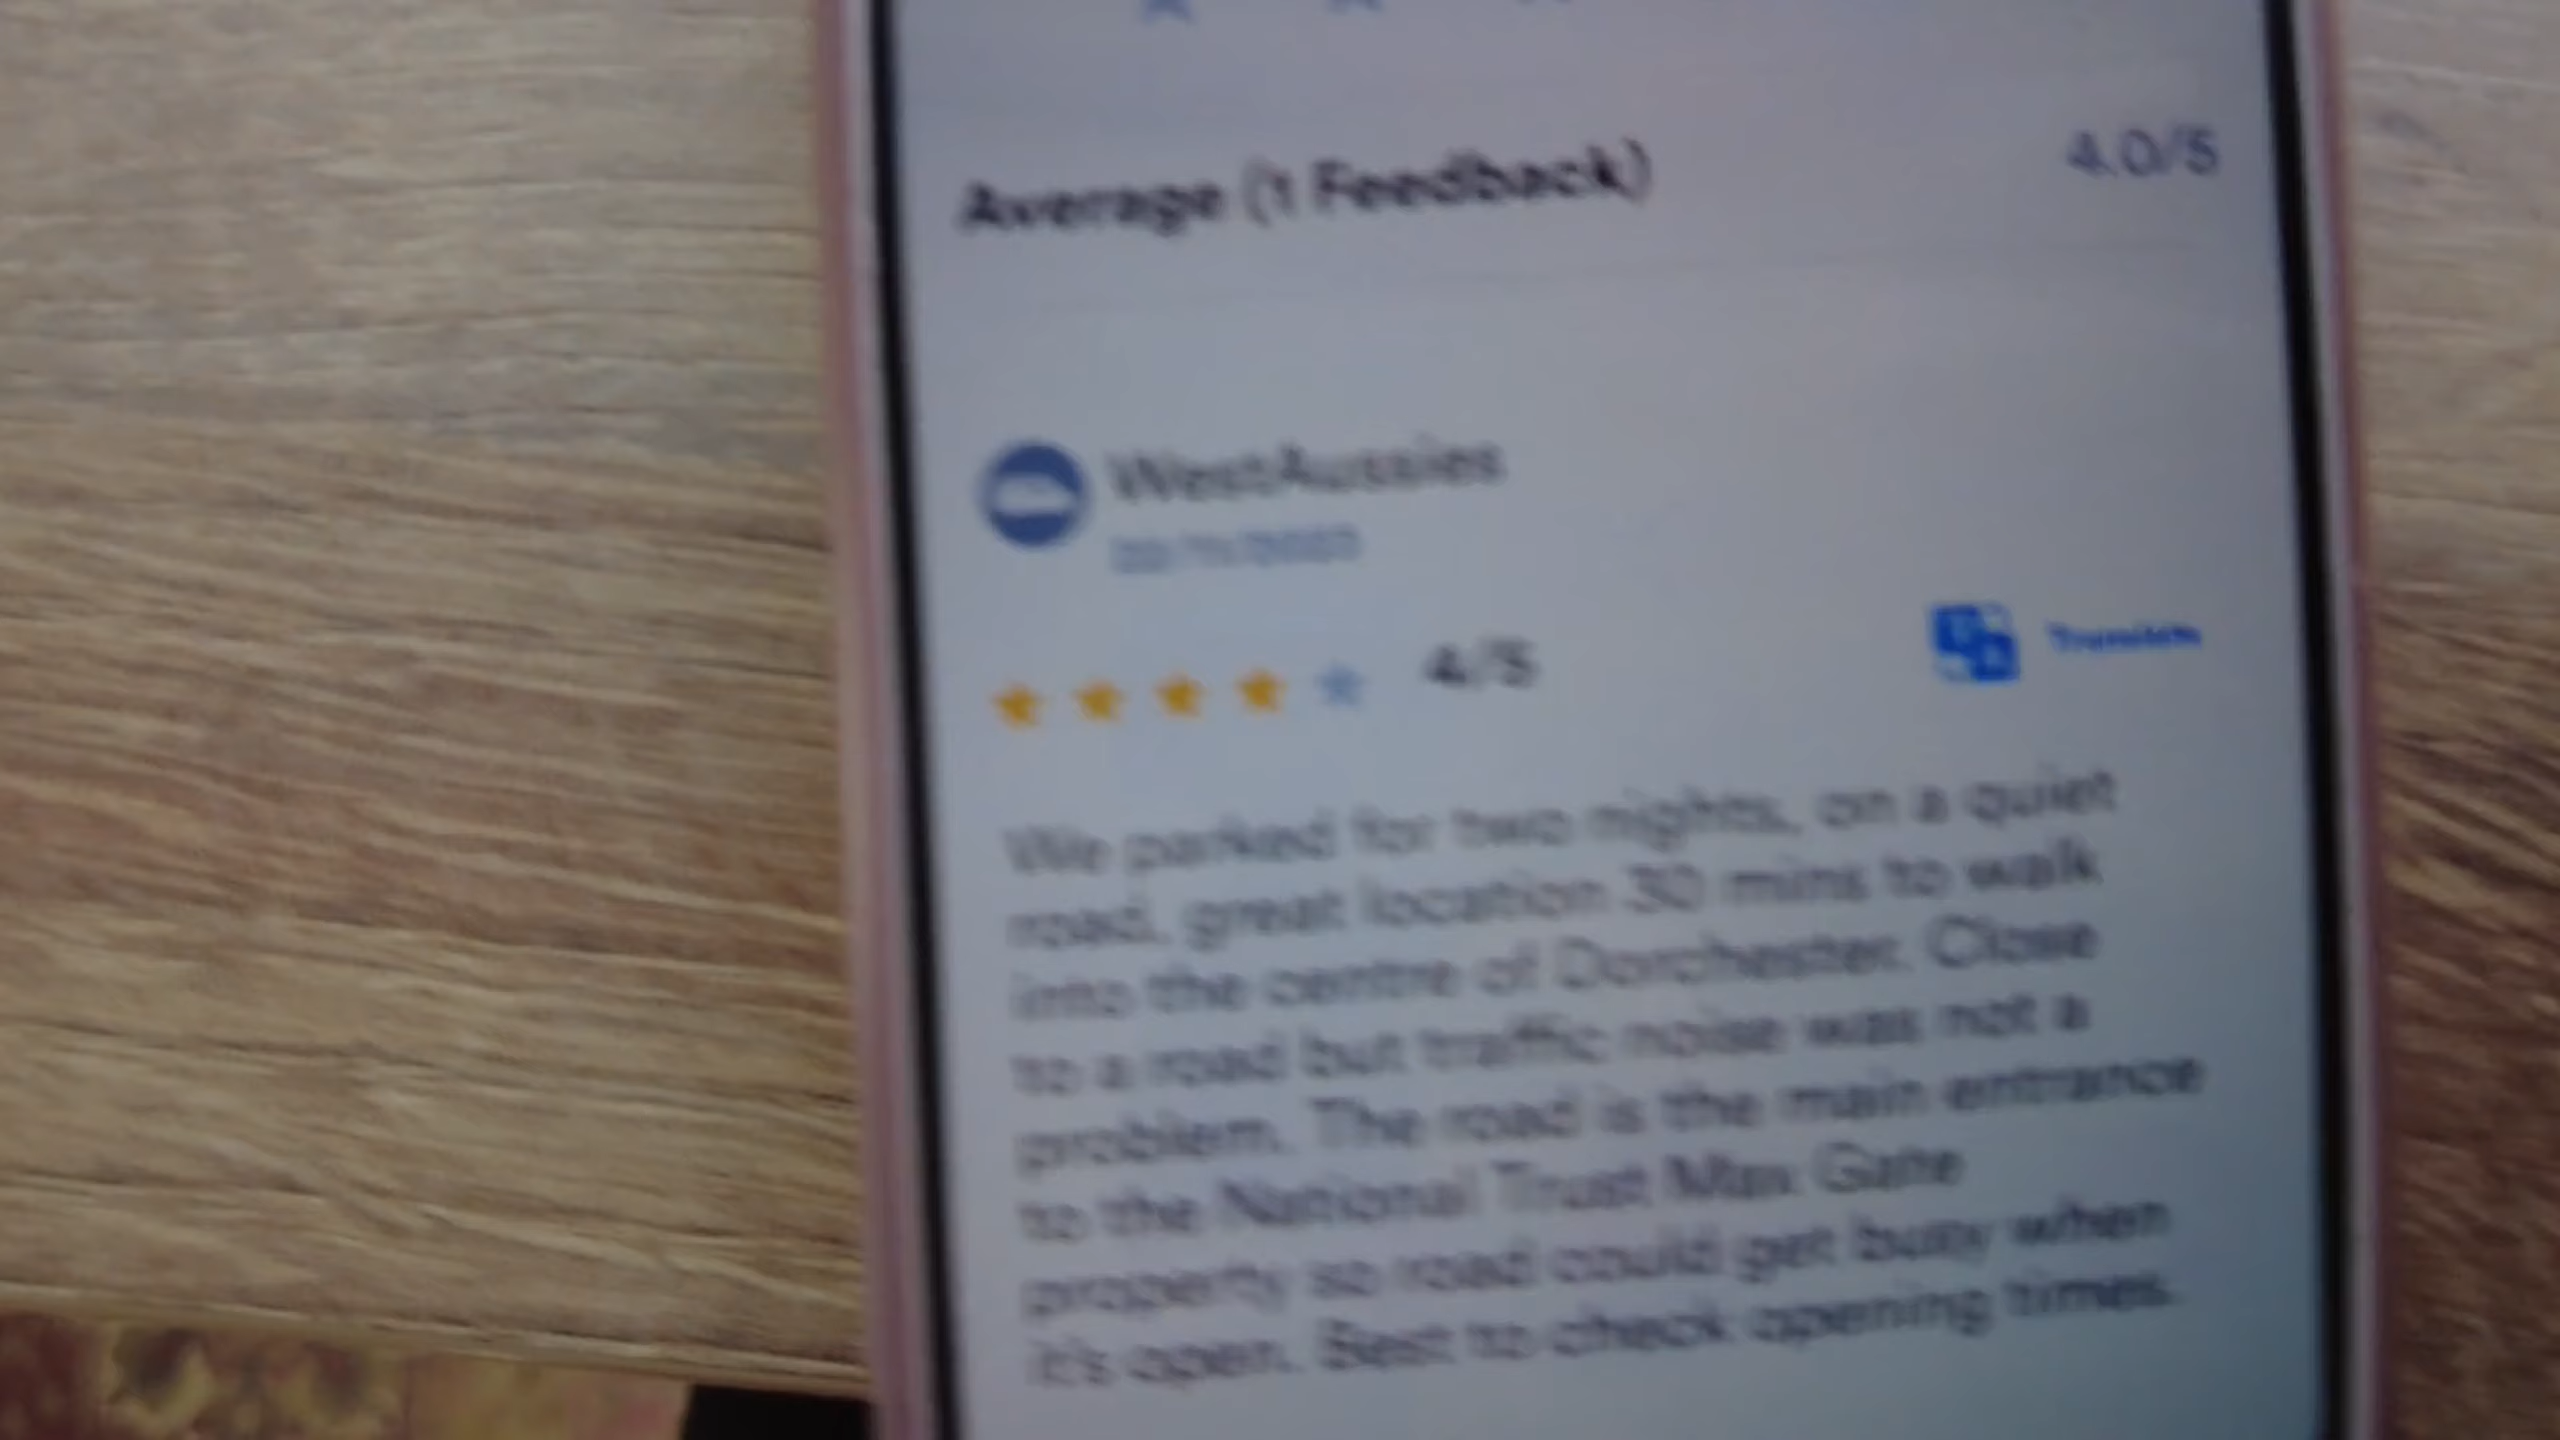 Average (1 Feedback)
4.0/5
WestAussies
4/5
Translate
We parked for two nights, on a quiet
road, great location 30 mins to walk
into the centre of Dorchester. Close
to a road but traffic noise was not a
problem. The road is the main entrance
to the National Trust Max Gate
property so road could get busy when
it's open. Best to check opening times.